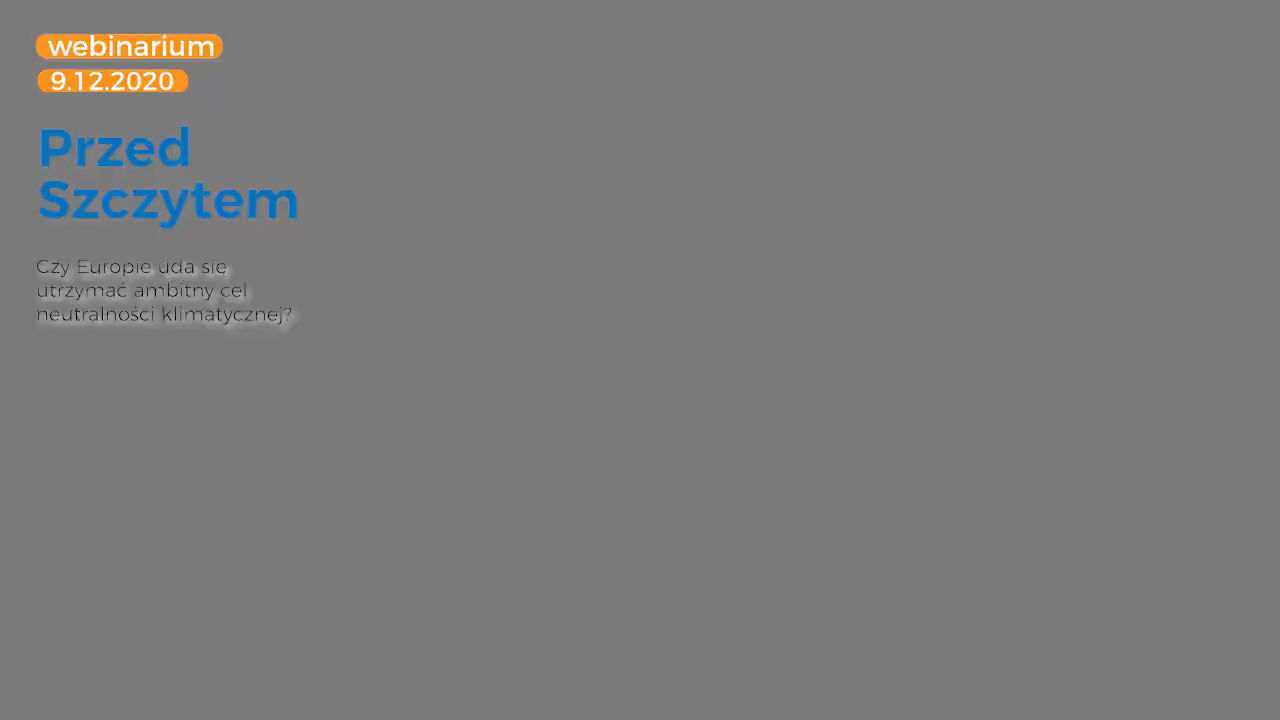 webinarium
9.12.2020
Przed
Szczytem
Czy Europie uda się
utrzymać ambitny cel
neutralności klimatycznej?